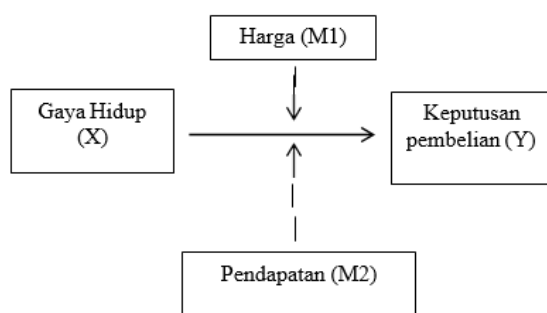 Harga (M1)
Gaya Hidup
(X)
Keputusan
pembelian (Y)
Pendapatan (M2)